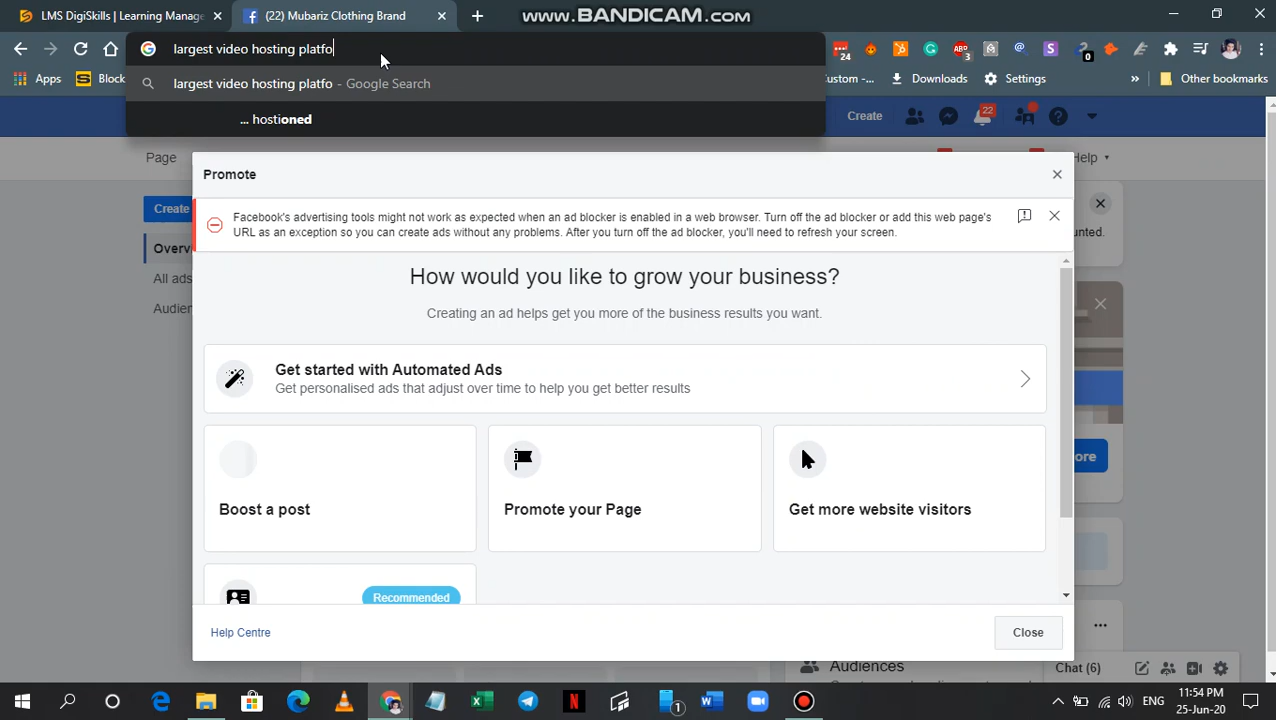 LMS DigiSkills | Learning Manage
(22) Mubariz Clothing Brand
www.BANDICAM.com
largest video hosting platfo
24
3
0
largest video hosting platfo - Google Search
... hostioned
Apps
Block
Custom -
Downloads
Settings
»
Other bookmarks
Create
22
Page
Help
Promote
Facebook's advertising tools might not work as expected when an ad blocker is enabled in a web browser. Turn off the ad blocker or add this web page's
URL as an exception so you can create ads without any problems. After you turn off the ad blocker, you'll need to refresh your screen.
Create
unted.
Overv
All ads
Audien
How would you like to grow your business?
Creating an ad helps get you more of the business results you want.
Get started with Automated Ads
Get personalised ads that adjust over time to help you get better results
ore
Boost a post
Promote your Page
Get more website visitors
Recommended
Help Centre
Close
Audiences
Chat (6)
1
ENG
11:54 PM
25-Jun-20